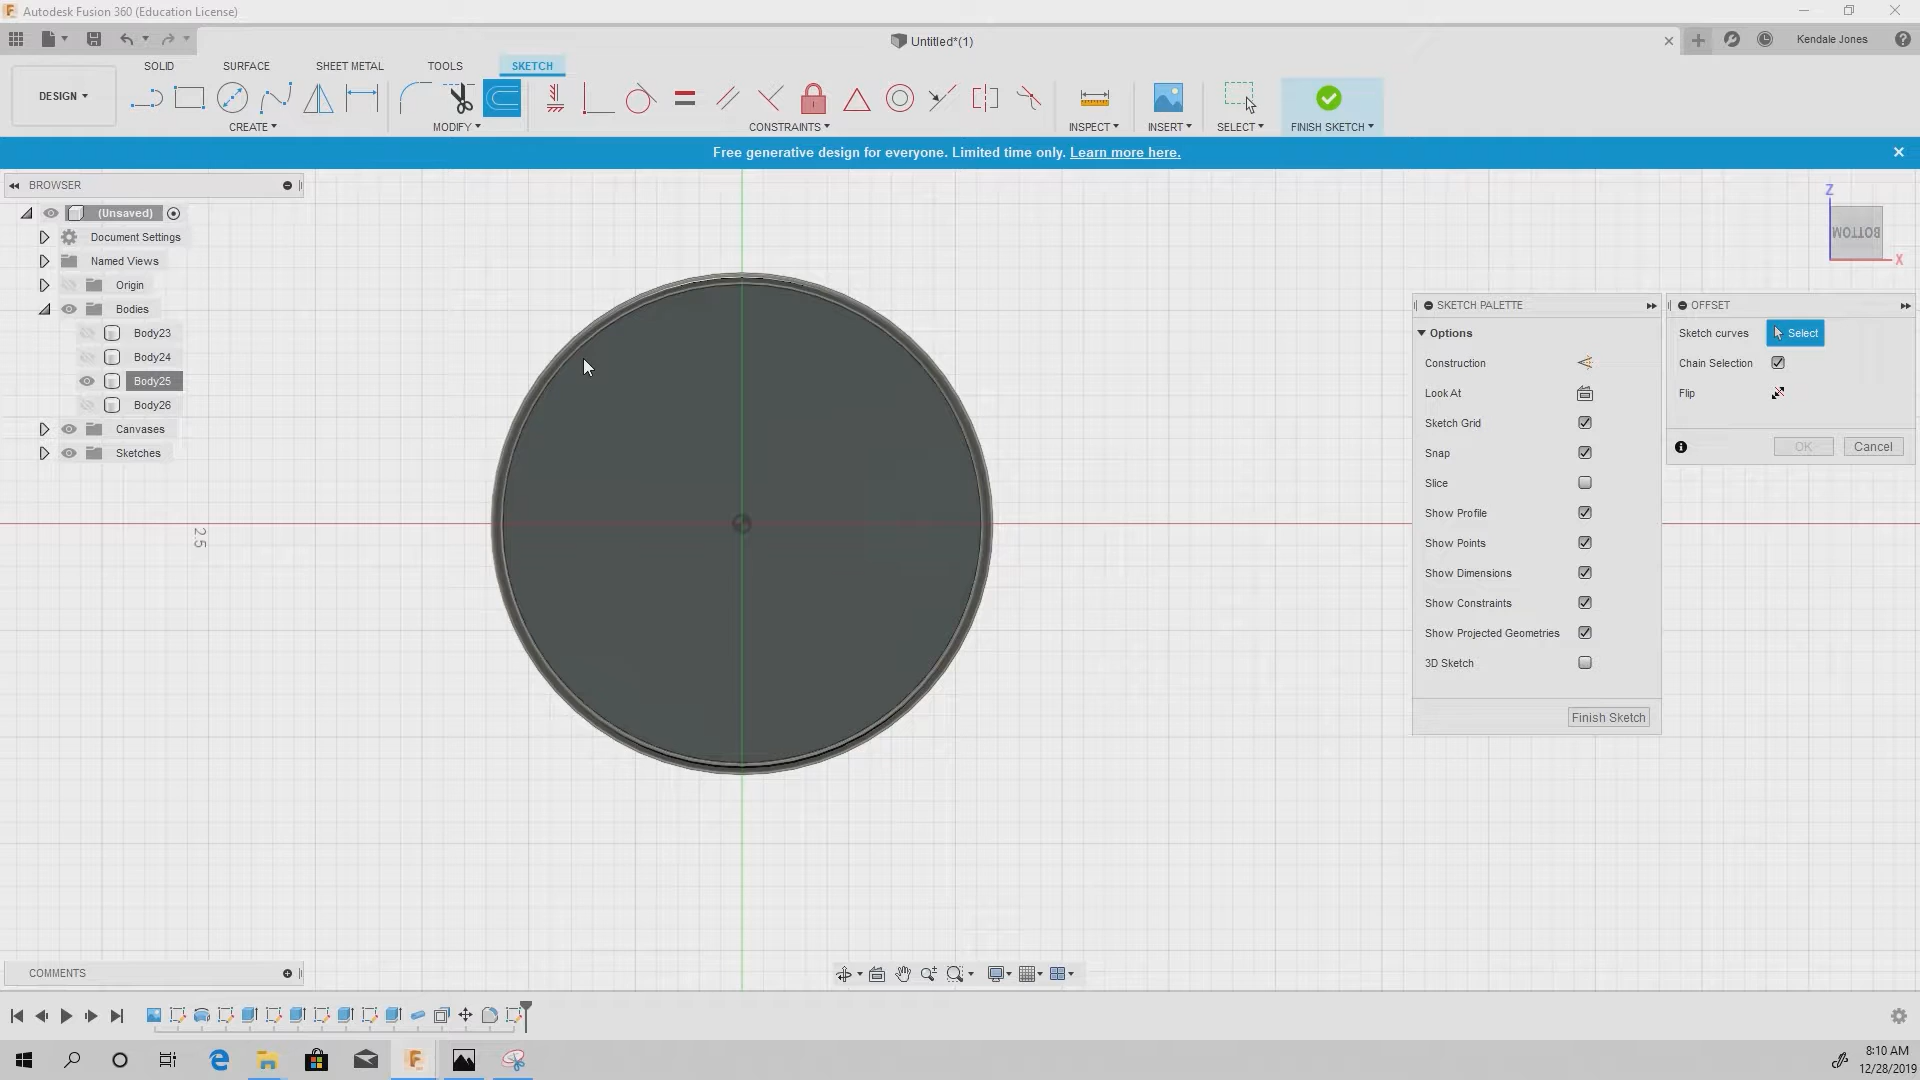 Autodesk Fusion 360 (Education License)
Untitled*(1)
Kendale Jones
SOLID SURFACE SHEET METAL TOOLS SKETCH
DESIGN
CREATE MODIFY CONSTRAINTS INSPECT INSERT SELECT FINISH SKETCH
Free generative design for everyone. Limited time only. Learn more here.
BROWSER
(Unsaved)
Document Settings
Named Views
Origin
Bodies
Body23
Body24
Body25
Body26
Canvases
Sketches
2.5
Z
BOTTOM
X
SKETCH PALETTE
Options
Construction
Look At
Sketch Grid
Snap
Slice
Show Profile
Show Points
Show Dimensions
Show Constraints
Show Projected Geometries
3D Sketch
Finish Sketch
OFFSET
Sketch curves Select
Chain Selection
Flip
OK Cancel
COMMENTS
8:10 AM
12/28/2019